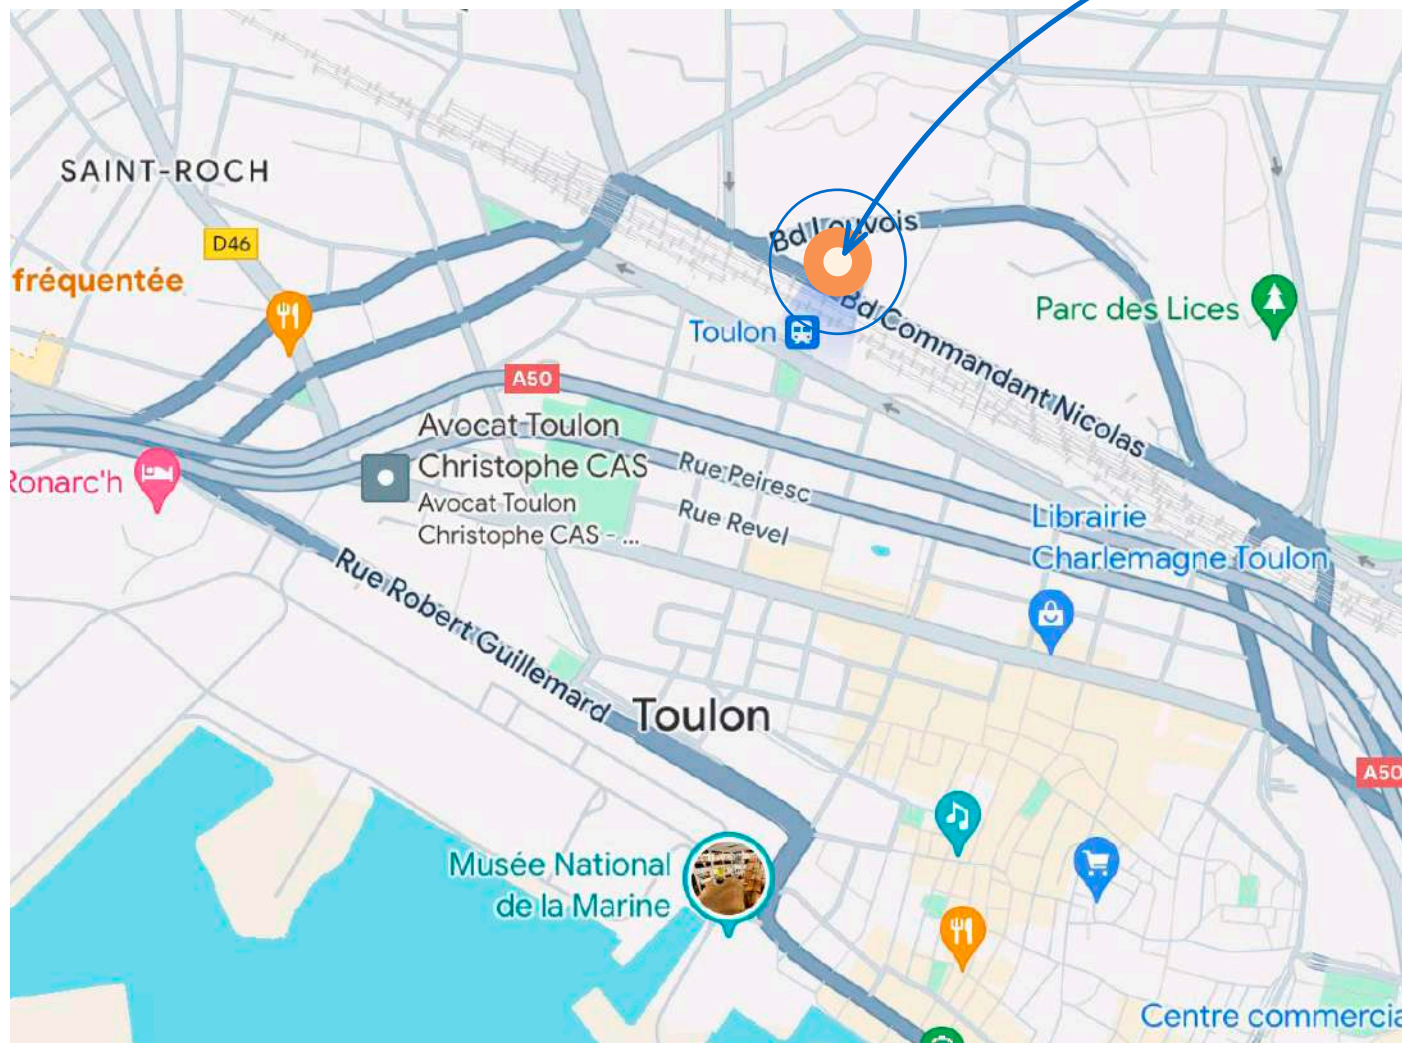 SAINT-ROCH
Bd Louvois
D46
fréquentée
Parc des Lices
Toulon
Bd Commandant Nicolas
A50
Avocat Toulon
Christophe CAS
Avocat Toulon
Christophe CAS - ...
Rue Peiresc
Ronarc'h
Rue Revel
Librairie
Charlemagne Toulon
Rue Robert Guillemard
Toulon
A50
Musée National
de la Marine
Centre commercia